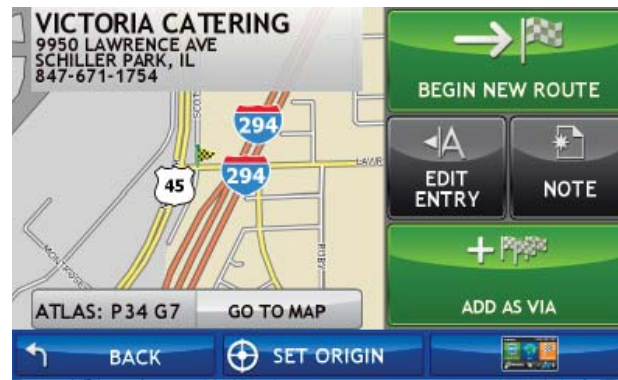 VICTORIA CATERING
9950 LAWRENCE AVE
SCHILLER PARK, IL
847-671-1754
BEGIN NEW ROUTE
294
294
45
EDIT
ENTRY
NOTE
ADD AS VIA
ATLAS: P34 G7
GO TO MAP
BACK
SET ORIGIN